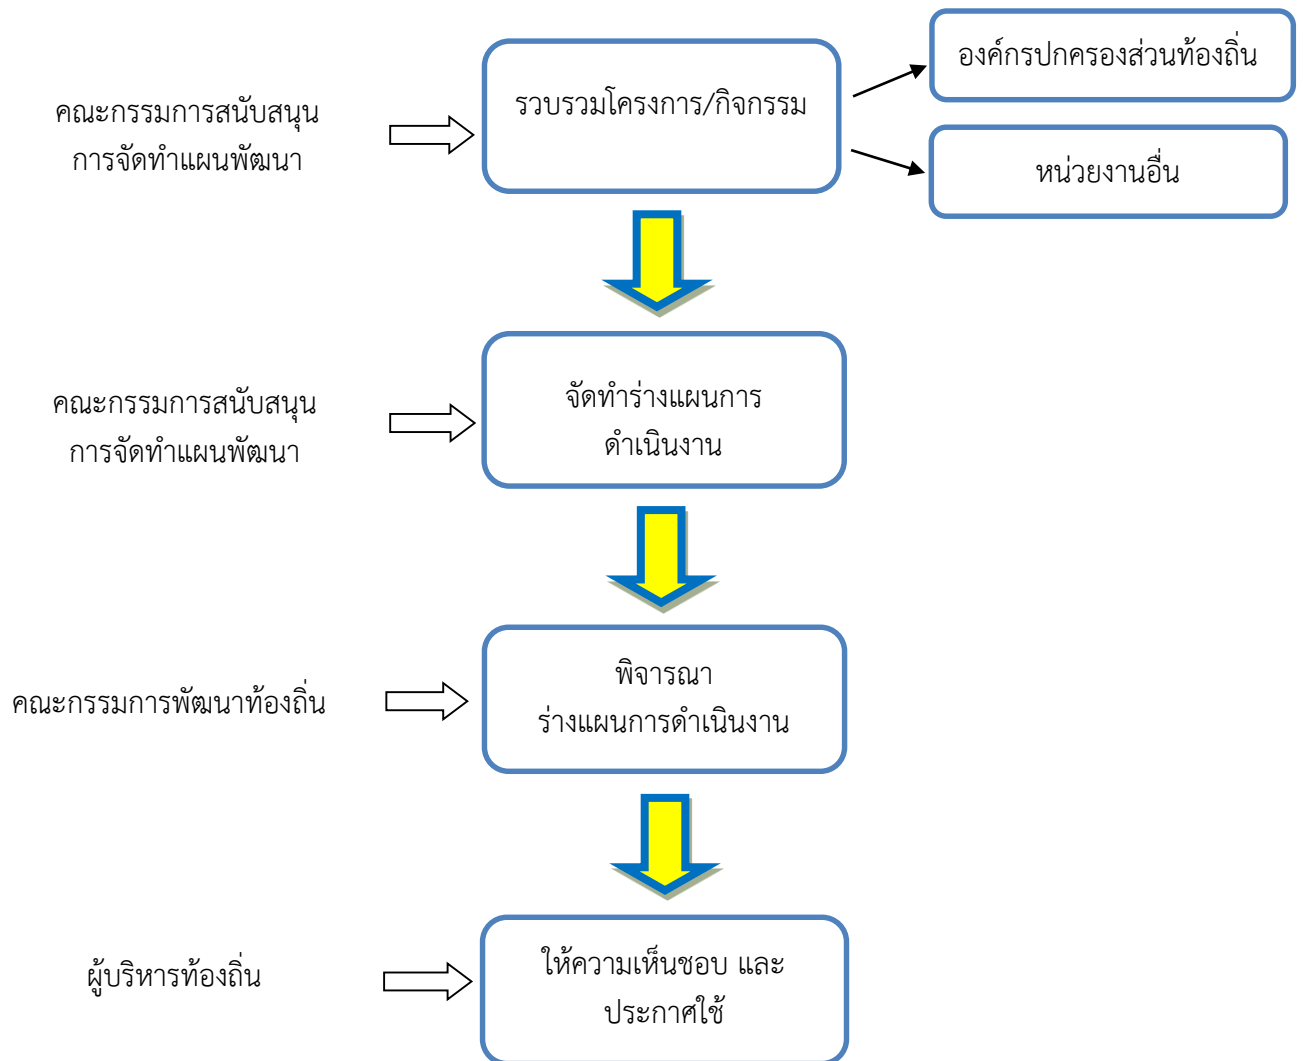 องค์กรปกครองส่วนท้องถิ่น
รวบรวมโครงการ/กิจกรรม
คณะกรรมการสนับสนุน
การจัดทำแผนพัฒนา
หน่วยงานอื่น
จัดทำร่างแผนการ
ดำเนินงาน
คณะกรรมการสนับสนุน
การจัดทำแผนพัฒนา
พิจารณา
ร่างแผนการดำเนินงาน
คณะกรรมการพัฒนาท้องถิ่น
ให้ความเห็นชอบ และ
ประกาศใช้
ผู้บริหารท้องถิ่น